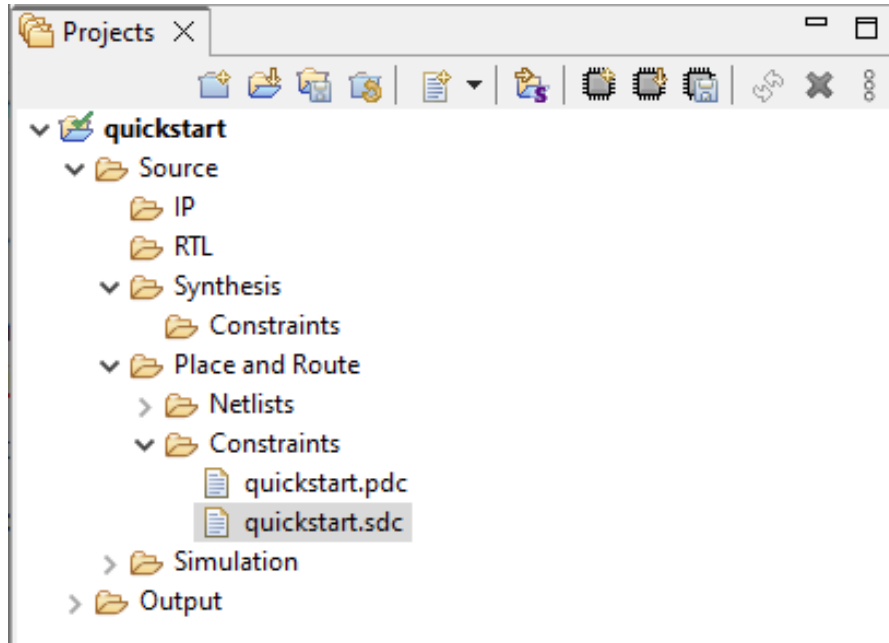 Projects
quickstart
Source
IP
RTL
Synthesis
Constraints
Place and Route
Netlists
Constraints
quickstart.pdc
quickstart.sdc
Simulation
Output